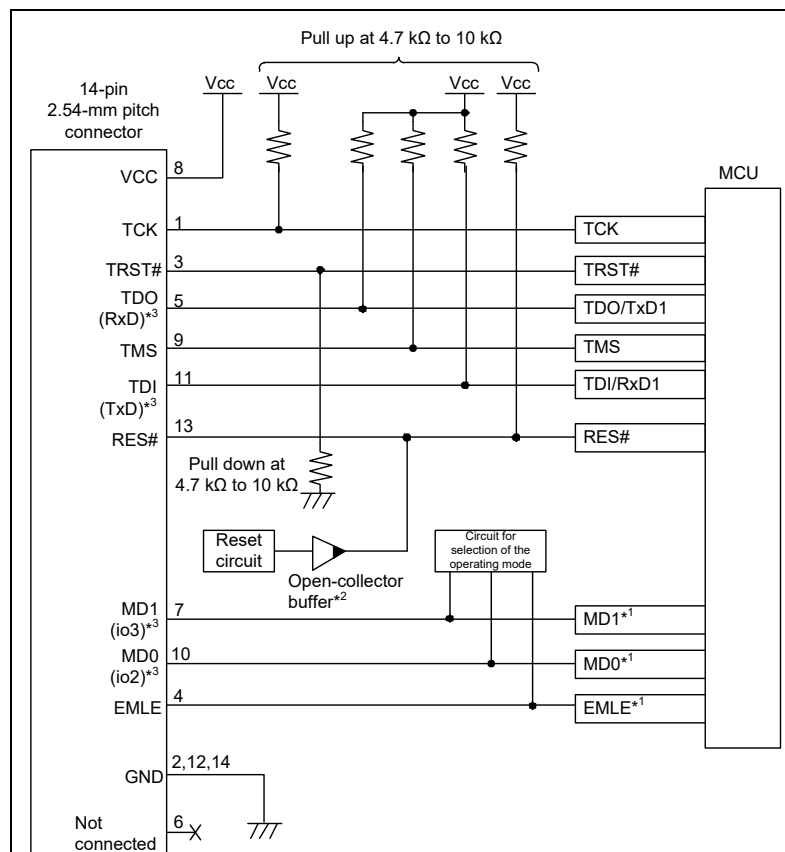 Pull up at 4.7 kΩ to 10 kΩ
14-pin
2.54-mm pitch
connector
Vcc
Vcc
Vcc
Vcc
MCU
VCC
8
TCK
1
TCK
TRST#
3
TRST#
TDO
(RxD)*3
5
TDO/TxD1
TMS
9
TMS
TDI
(TxD)*3
11
TDI/RxD1
RES#
13
RES#
Pull down at
4.7 kΩ to 10 kΩ
Reset
circuit
Open-collector
buffer*2
Circuit for
selection of the
operating mode
MD1
(io3)*3
7
MD1*1
MD0
(io2)*3
10
MD0*1
EMLE
4
EMLE*1
GND
2,12,14
Not
connected
6